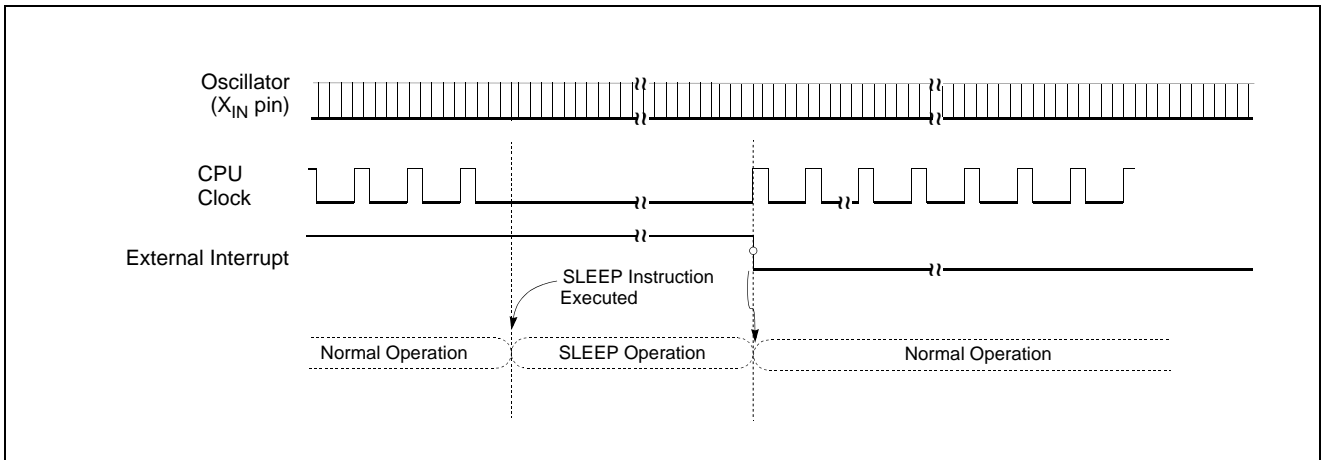 Oscillator
(XIN pin)
CPU
Clock
External Interrupt
SLEEP Instruction
Executed
Normal Operation
SLEEP Operation
Normal Operation